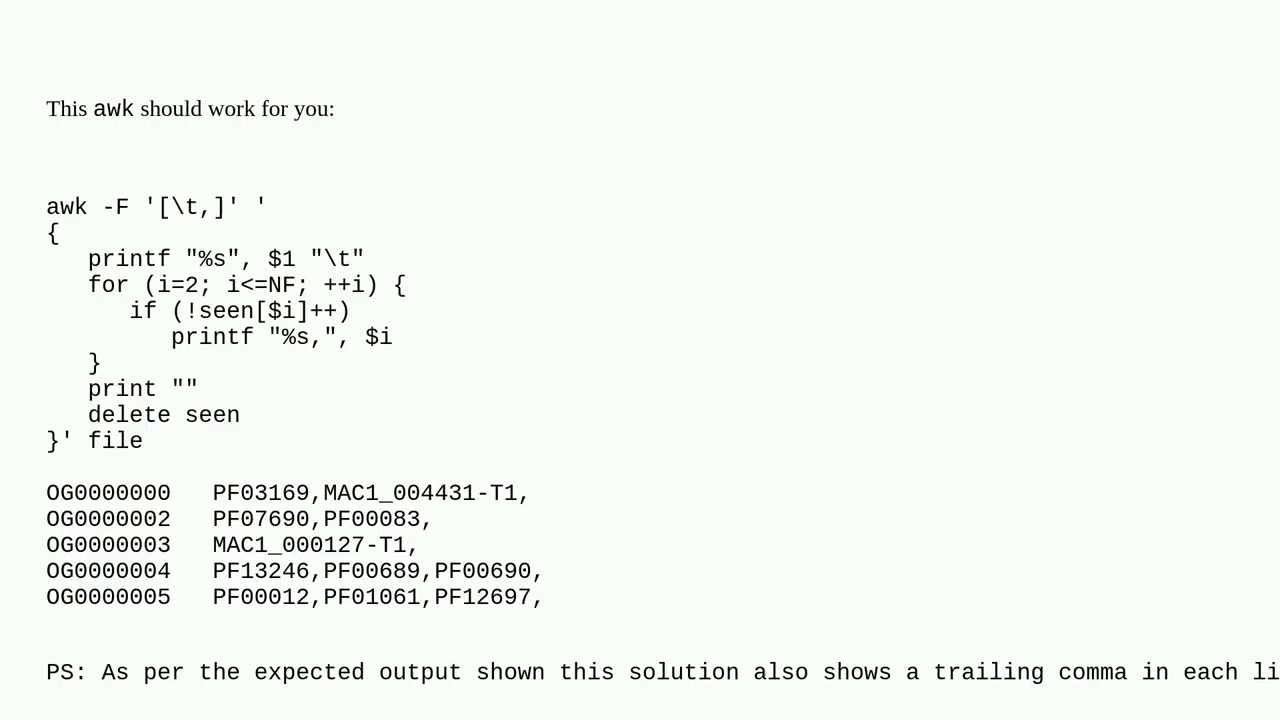 This awk should work for you:
awk -F '[\t,]' '
{
   printf "%s", $1 "\t"
   for (i=2; i<=NF; ++i) {
      if (!seen[$i]++)
         printf "%s,", $i
   }
   print ""
   delete seen
}' file
OG0000000   PF03169,MAC1_004431-T1,
OG0000002   PF07690,PF00083,
OG0000003   MAC1_000127-T1,
OG0000004   PF13246,PF00689,PF00690,
OG0000005   PF00012,PF01061,PF12697,
PS: As per the expected output shown this solution also shows a trailing comma in each